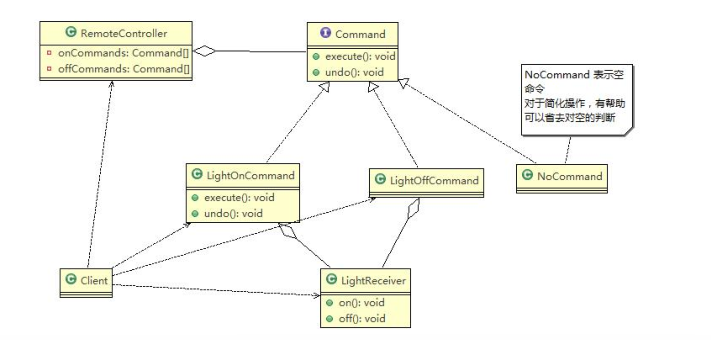 RemoteController
onCommands: Command[]
offCommands: Command[]
Command
execute(): void
undo(): void
NoCommand 表示空
命令
对于简化操作，有帮助
可以省去对空的判断
LightOnCommand
execute(): void
undo(): void
LightOffCommand
NoCommand
Client
LightReceiver
on(): void
off(): void